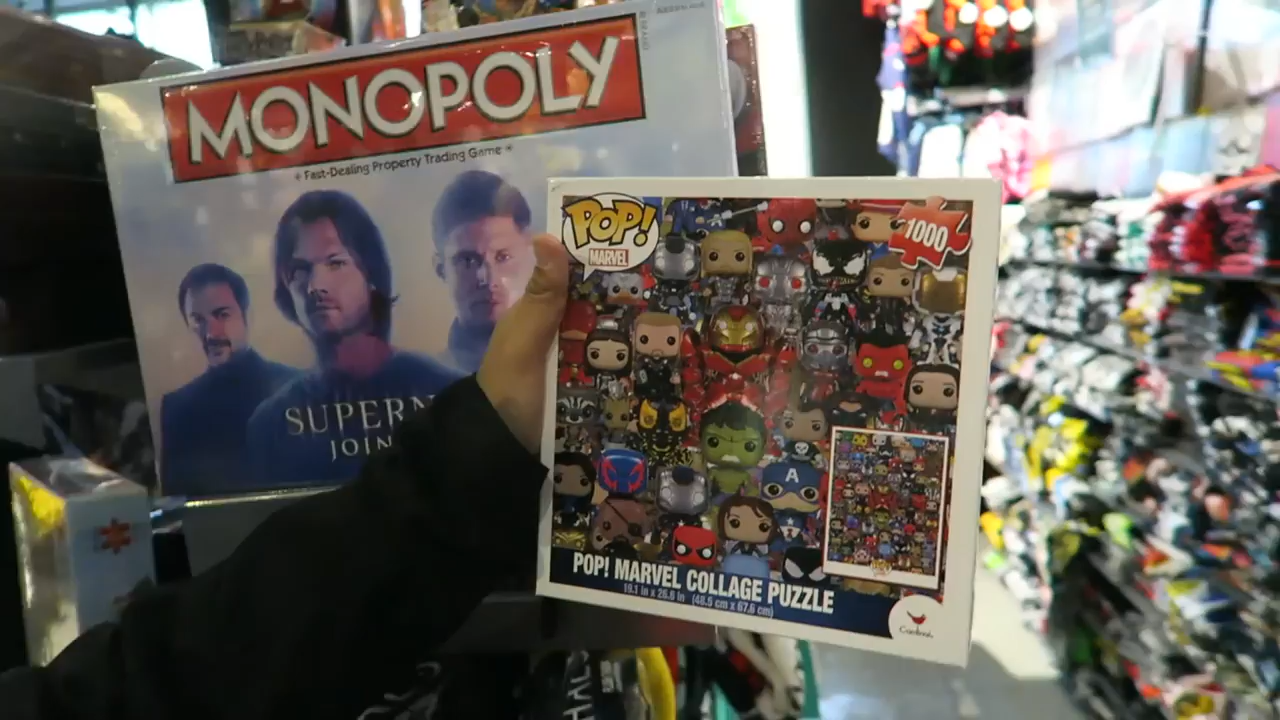 MONOPOLY
Fast-Dealing Property Trading Game
SUPERN
JOIN
POP!
MARVEL
1000
A
POP! MARVEL COLLAGE PUZZLE
19.1 in x 26.6 in (48.5 cm x 67.6 cm)
Cardinal